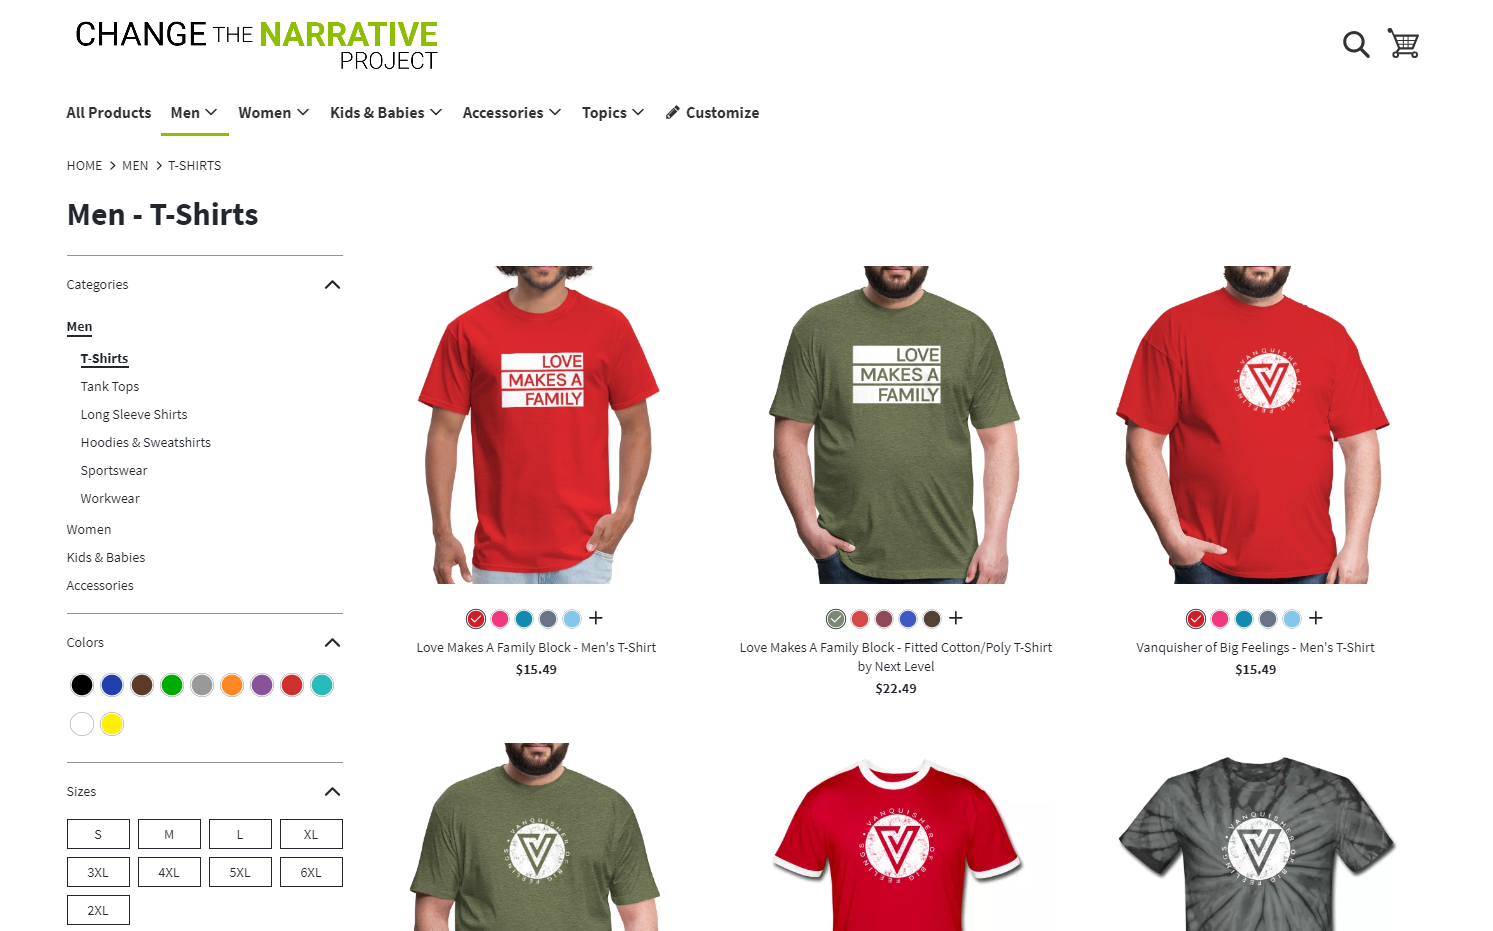 CHANGE THE NARRATIVE
PROJECT
All Products Men Women Kids & Babies Accessories Topics Customize
HOME MEN T-SHIRTS
Men - T-Shirts
Categories
Men
T-Shirts
Tank Tops
Long Sleeve Shirts
Hoodies & Sweatshirts
Sportswear
Workwear
Women
Kids & Babies
Accessories
Colors
Sizes
S M L XL
3XL 4XL 5XL 6XL
2XL
LOVE
MAKES A
FAMILY
Love Makes A Family Block - Men's T-Shirt
$15.49
LOVE
MAKES A
FAMILY
Love Makes A Family Block - Fitted Cotton/Poly T-Shirt
by Next Level
$22.49
VANQUISHER OF BIG FEELINGS
Vanquisher of Big Feelings - Men's T-Shirt
$15.49
VANQUISHER OF BIG FEELINGS
VANQUISHER OF BIG FEELINGS
VANQUISHER OF BIG FEELINGS